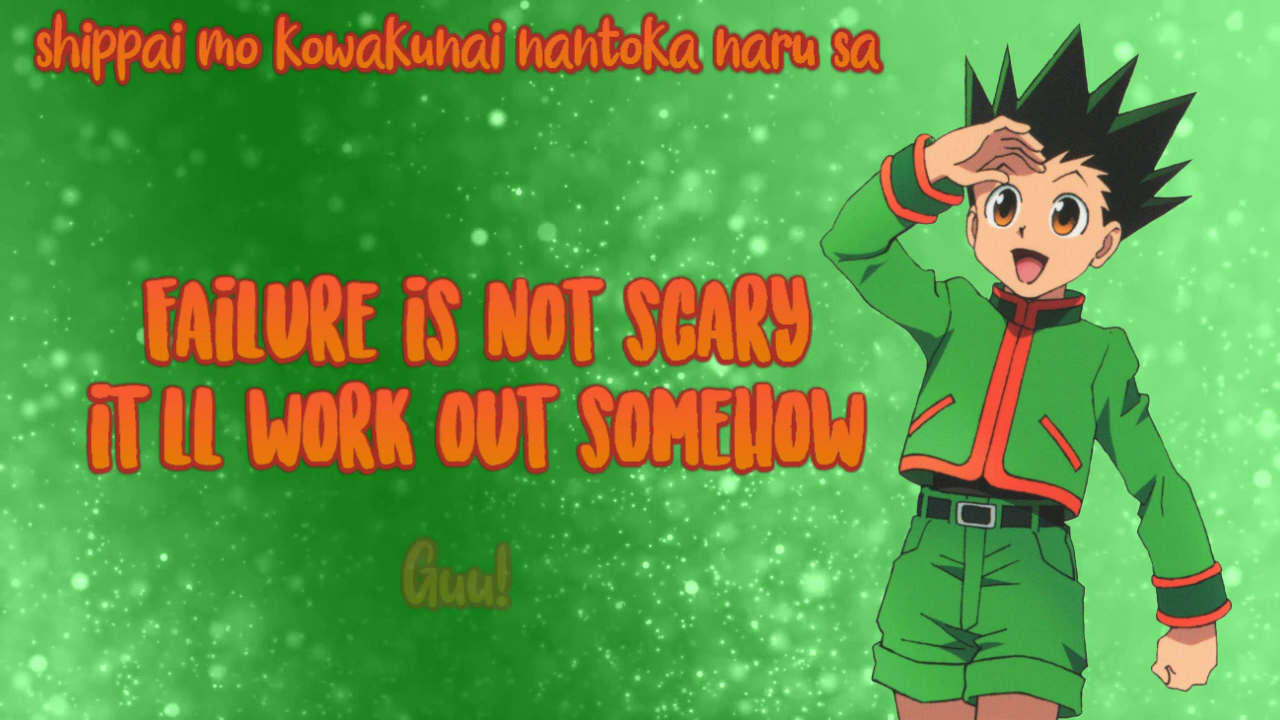 shippai mo kowakunai nantoka naru sa
FAiLURE iS NOT SCARY
iT LL WORK OUT SOMEHOW
Guu!